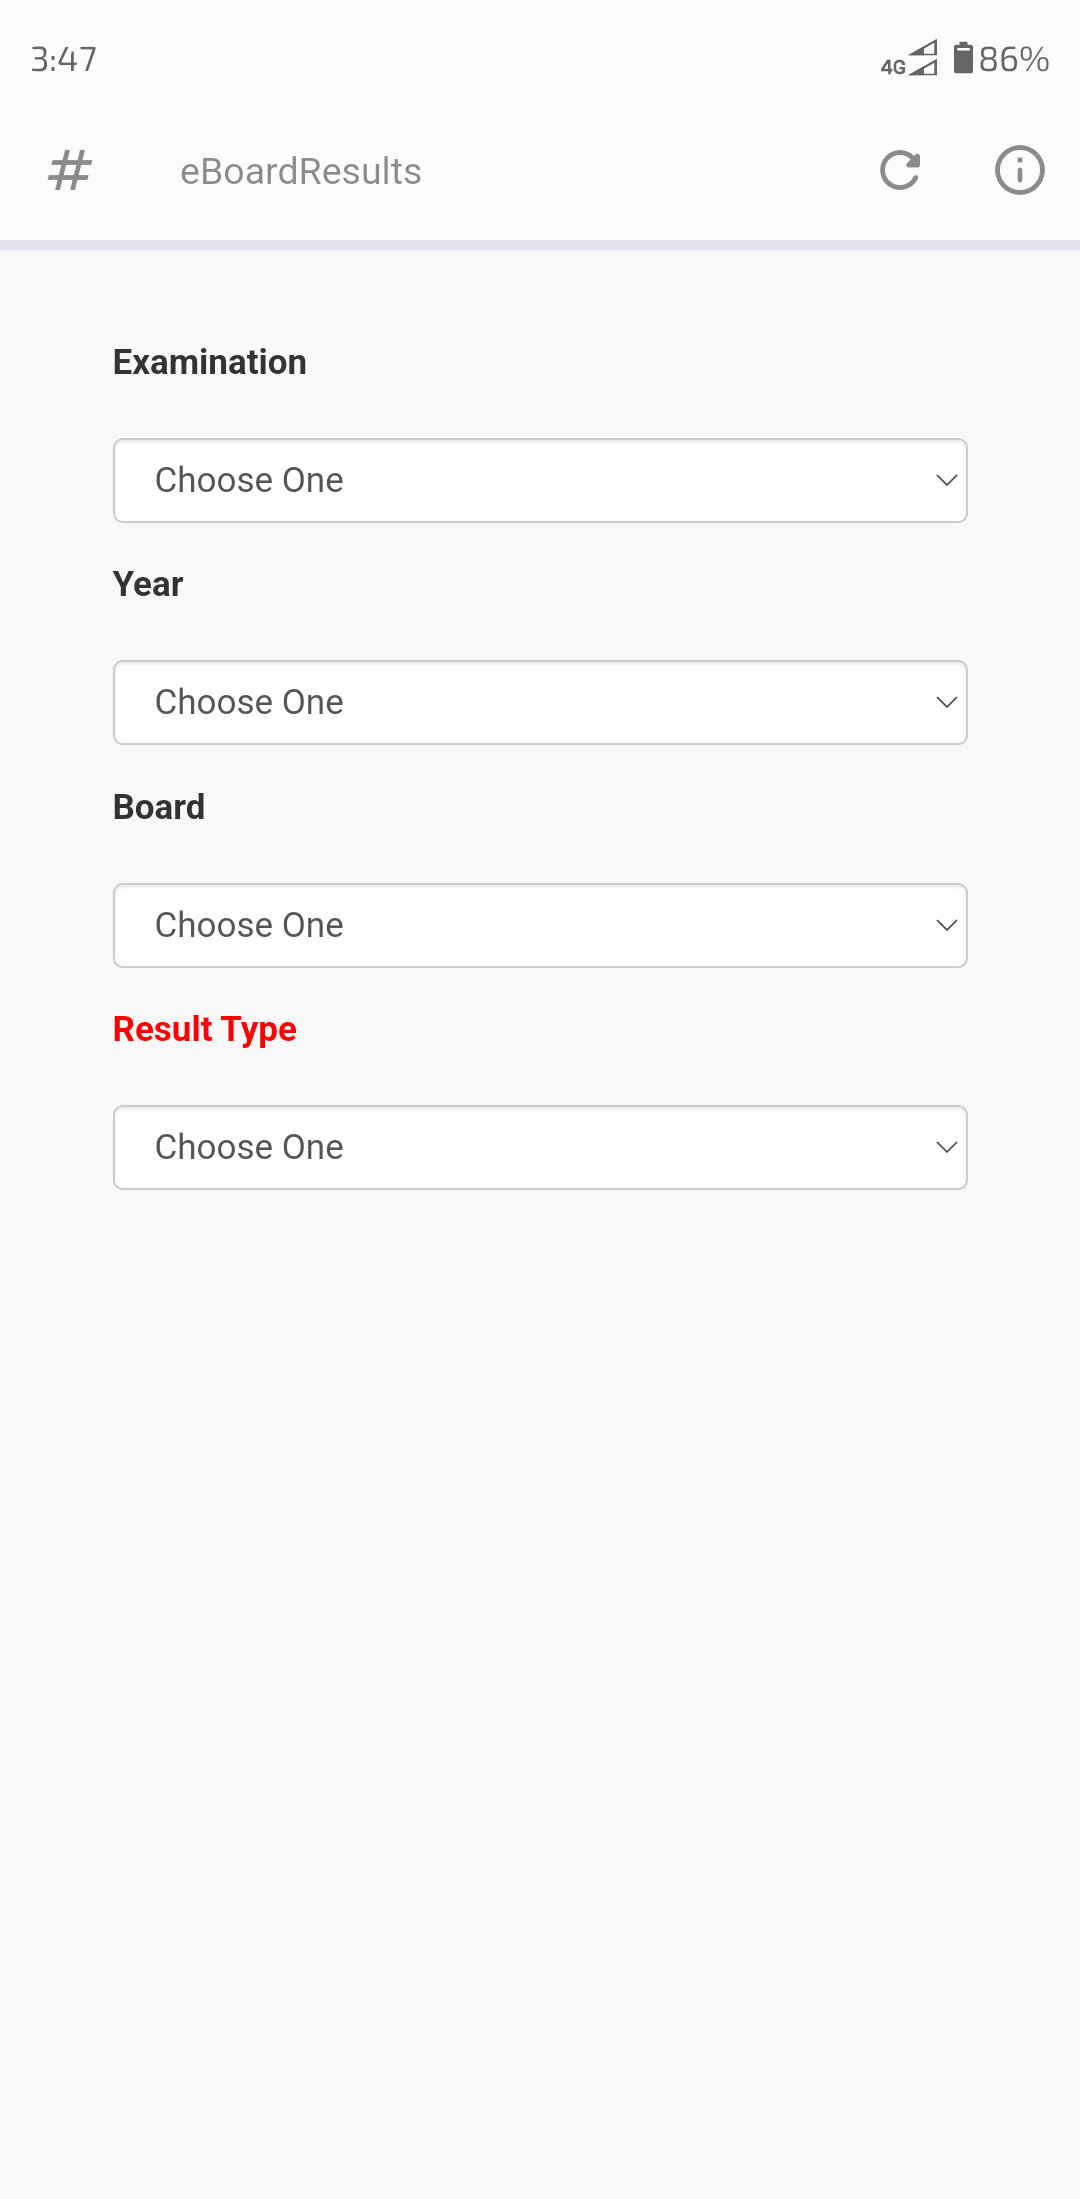 3:47
4G 86%
# eBoardResults
Examination
Choose One
Year
Choose One
Board
Choose One
Result Type
Choose One